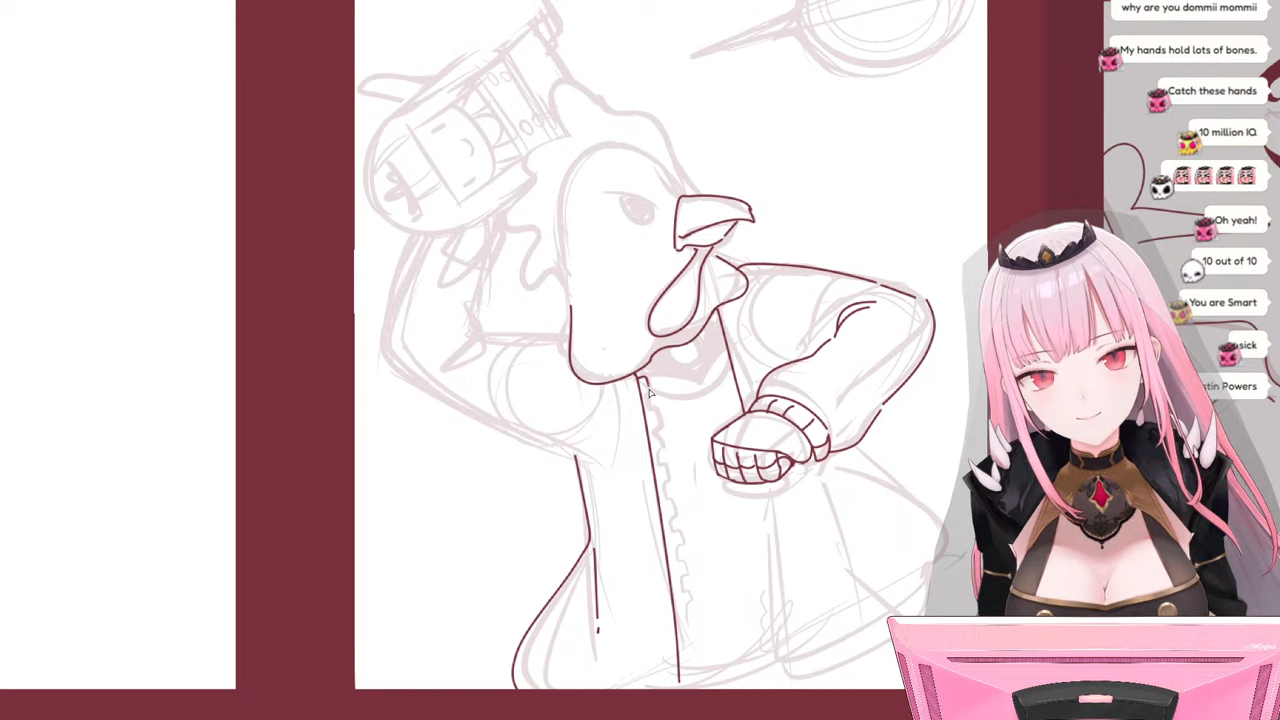 why are you dommii mommii
My hands hold lots of bones.
Catch these hands
10 million IQ
Oh yeah!
10 out of 10
You are Smart
sick
stin Powers